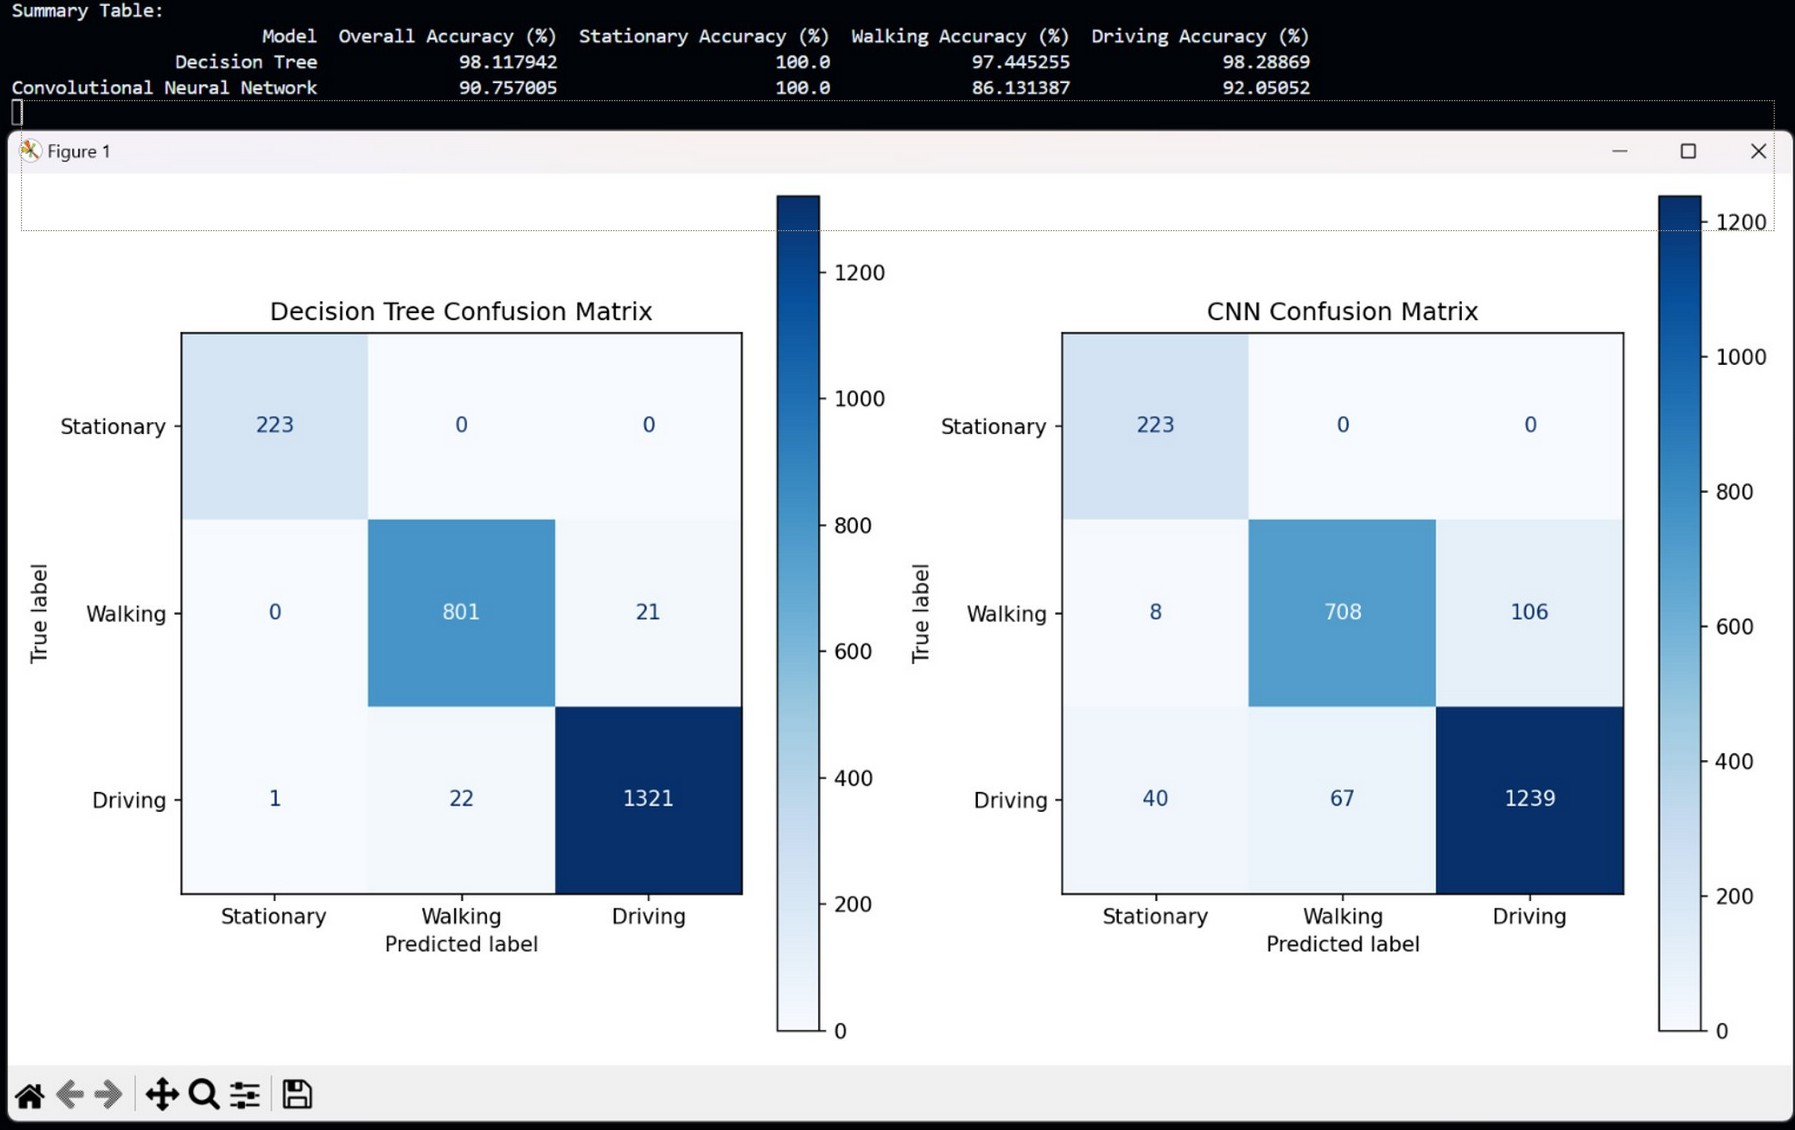 Summary Table:
Model Overall Accuracy (%) Stationary Accuracy (%) Walking Accuracy (%) Driving Accuracy (%)
Decision Tree 98.117942 100.0 97.445255 98.28869
Convolutional Neural Network 90.757005 100.0 86.131387 92.05052
Figure 1
Decision Tree Confusion Matrix
True label
Stationary 223 0 0
Walking 0 801 21
Driving 1 22 1321
Stationary Walking Driving
Predicted label
1200
1000
800
600
400
200
0
CNN Confusion Matrix
True label
Stationary 223 0 0
Walking 8 708 106
Driving 40 67 1239
Stationary Walking Driving
Predicted label
1200
1000
800
600
400
200
0